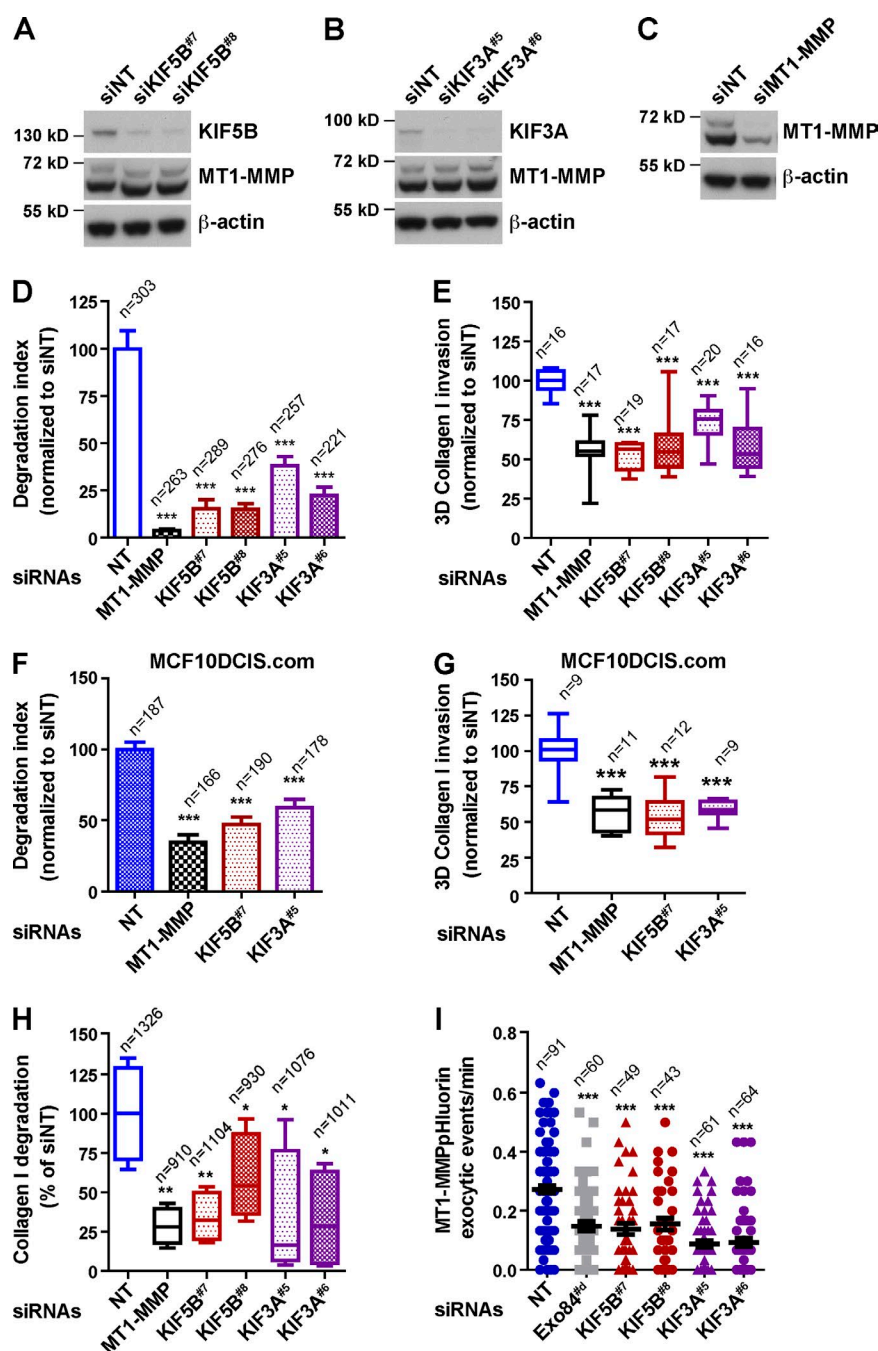 A
siNT
siKIF5B#7
siKIF5B#8
130 kD
KIF5B
72
MT1-MMP
55 kD
β-actin
B
siNT
siKIF3A#5
siKIF3A#6
100 kD
KIF3A
72 kD
MT1-MMP
55 kD
β-actin
C
siNT
siMT1-MMP
72 kD
MT1-MMP
55 kD
β-actin
D
Degradation index
(normalized to siNT)
125
100
75
50
25
0
n=303
n=263
n=289
n=276
n=257
n=221
***
***
***
***
***
siRNAs
NT
MT1-MMP
KIF5B#7
KIF5B#8
KIF3A#5
KIF3A#6
E
3D Collagen I invasion
(normalized to siNT)
150
125
100
75
50
25
0
n=16
n=17
n=19
n=17
n=20
n=16
***
***
***
***
***
siRNAs
NT
MT1-MMP
KIF5B#7
KIF5B#8
KIF3A#5
KIF3A#6
F
MCF10DCIS.com
Degradation index
(normalized to siNT)
150
100
50
0
n=187
n=166
n=190
n=178
***
***
***
siRNAs
NT
MT1-MMP
KIF5B#7
KIF3A#5
G
MCF10DCIS.com
3D Collagen I invasion
(normalized to siNT)
150
125
100
75
50
25
0
n=9
n=11
n=12
n=9
***
***
***
siRNAs
NT
MT1-MMP
KIF5B#7
KIF3A#5
H
Collagen I degradation
(% of siNT)
150
125
100
75
50
25
0
n=1326
n=910
n=1104
n=930
n=1076
n=1011
**
**
*
*
*
siRNAs
NT
MT1-MMP
KIF5B#7
KIF5B#8
KIF3A#5
KIF3A#6
I
MT1-MMPpHluorin
exocytic events/min
0.8
0.6
0.4
0.2
0.0
n=91
n=60
n=49
n=43
n=61
n=64
***
***
***
***
***
siRNAs
NT
Exo84#d
KIF5B#7
KIF5B#8
KIF3A#5
KIF3A#6